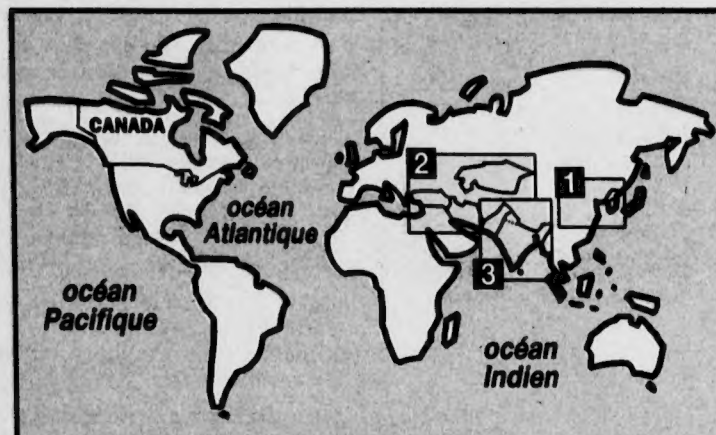 CANADA
2
1
océan
Atlantique
3
océan
Pacifique
océan
Indien